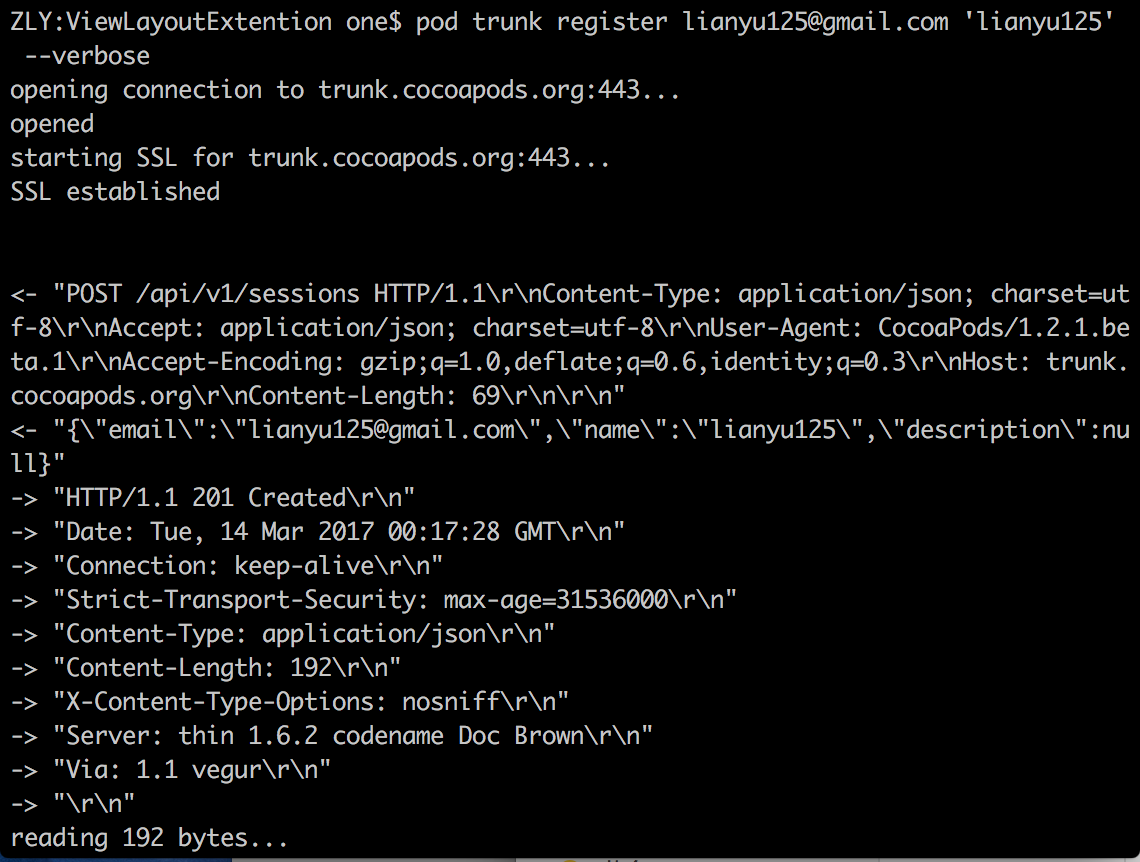 ZLY:ViewLayoutExtention one$ pod trunk register lianyu125@gmail.com 'lianyu125'
 --verbose
opening connection to trunk.cocoapods.org:443...
opened
starting SSL for trunk.cocoapods.org:443...
SSL established
<- "POST /api/v1/sessions HTTP/1.1\r\nContent-Type: application/json; charset=ut
f-8\r\nAccept: application/json; charset=utf-8\r\nUser-Agent: CocoaPods/1.2.1.be
ta.1\r\nAccept-Encoding: gzip;q=1.0,deflate;q=0.6,identity;q=0.3\r\nHost: trunk.
cocoapods.org\r\nContent-Length: 69\r\n\r\n"
<- "{\"email\":\"lianyu125@gmail.com\",\"name\":\"lianyu125\",\"description\":nu
ll}"
-> "HTTP/1.1 201 Created\r\n"
-> "Date: Tue, 14 Mar 2017 00:17:28 GMT\r\n"
-> "Connection: keep-alive\r\n"
-> "Strict-Transport-Security: max-age=31536000\r\n"
-> "Content-Type: application/json\r\n"
-> "Content-Length: 192\r\n"
-> "X-Content-Type-Options: nosniff\r\n"
-> "Server: thin 1.6.2 codename Doc Brown\r\n"
-> "Via: 1.1 vegur\r\n"
-> "\r\n"
reading 192 bytes...